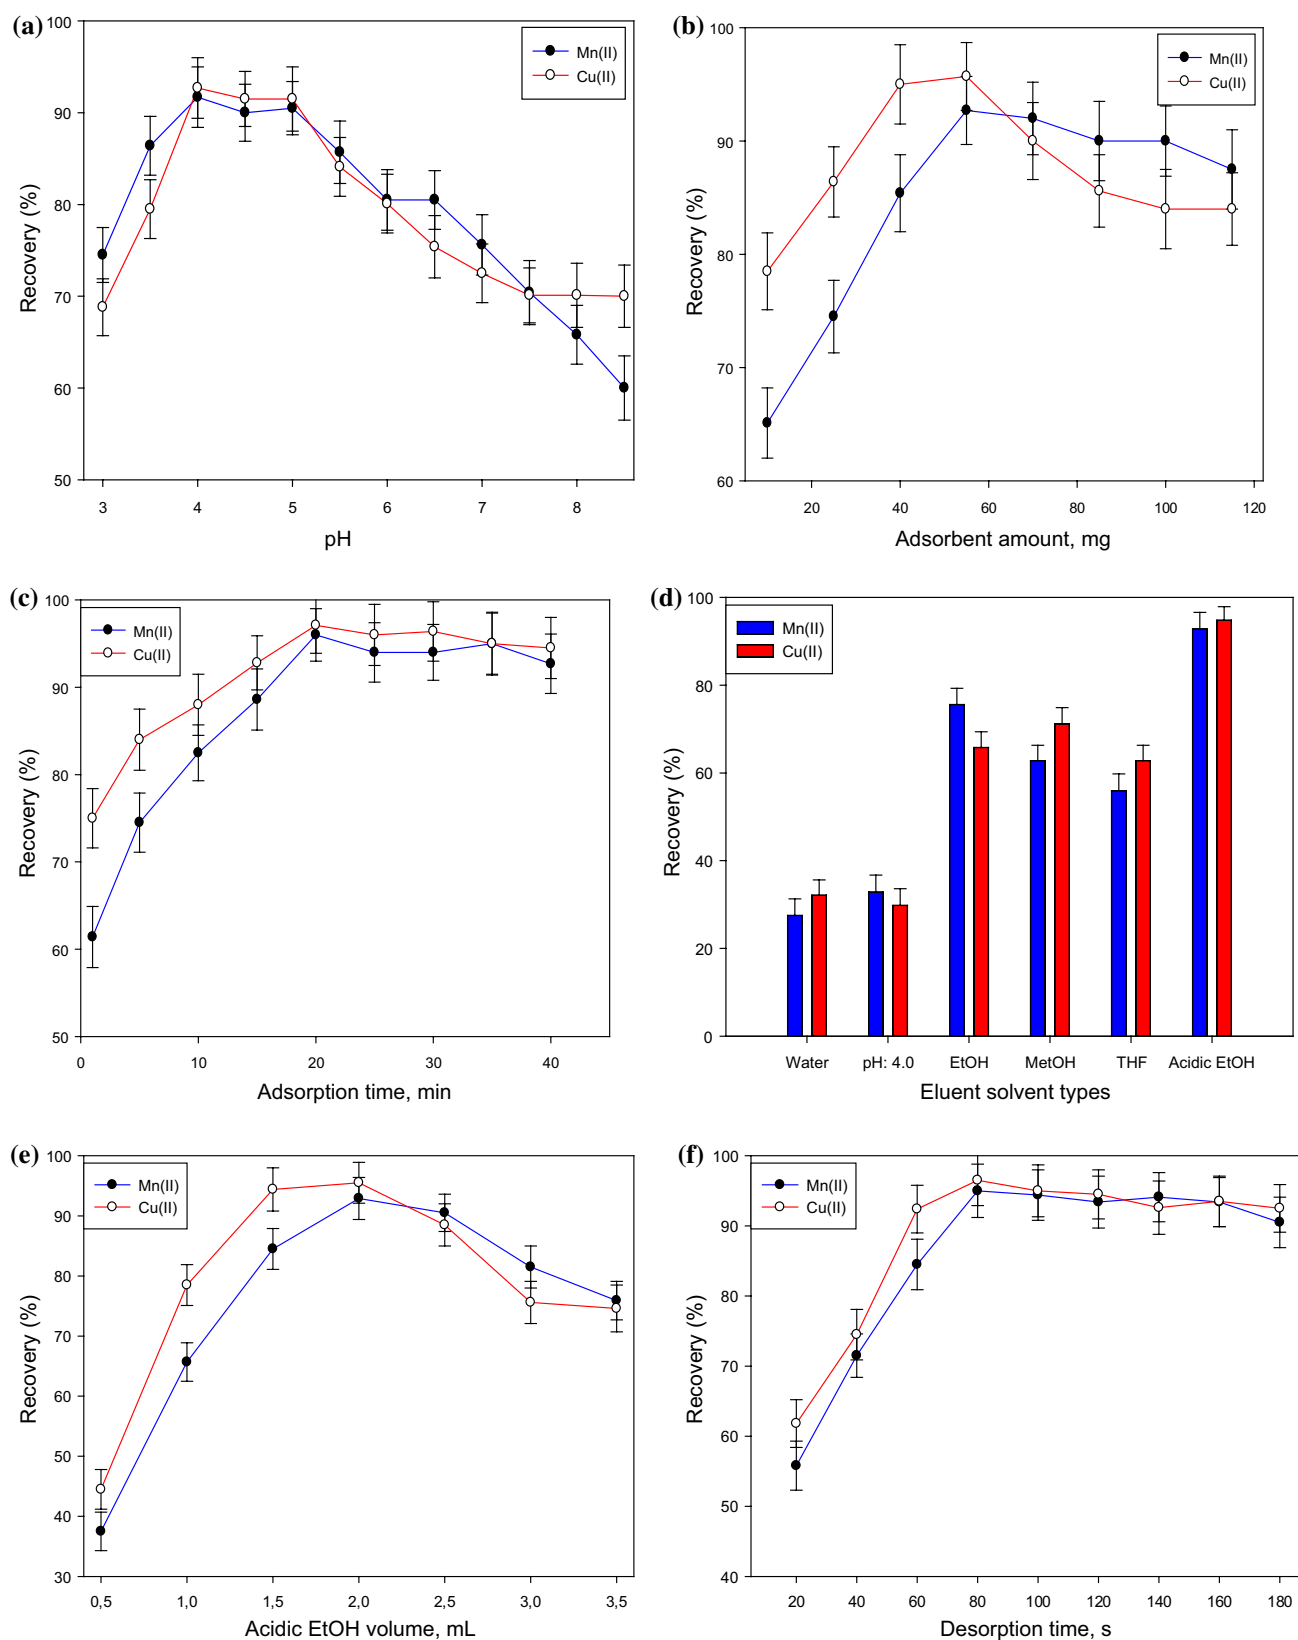 (a)
100
90
80
70
60
50
Recovery (%)
Mn(II)
Cu(II)
3 4 5 6 7 8
pH
(b)
100
90
80
70
60
Recovery (%)
Mn(II)
Cu(II)
20 40 60 80 100 120
Adsorbent amount, mg
(c)
100
90
80
70
60
50
Recovery (%)
Mn(II)
Cu(II)
0 10 20 30 40
Adsorption time, min
(d)
100
80
60
40
20
0
Recovery (%)
Mn(II)
Cu(II)
Water pH: 4.0 EtOH MetOH THF Acidic EtOH
Eluent solvent types
(e)
100
90
80
70
60
50
40
30
Recovery (%)
Mn(II)
Cu(II)
0,5 1,0 1,5 2,0 2,5 3,0 3,5
Acidic EtOH volume, mL
(f)
100
90
80
70
60
50
40
Recovery (%)
Mn(II)
Cu(II)
20 40 60 80 100 120 140 160 180
Desorption time, s